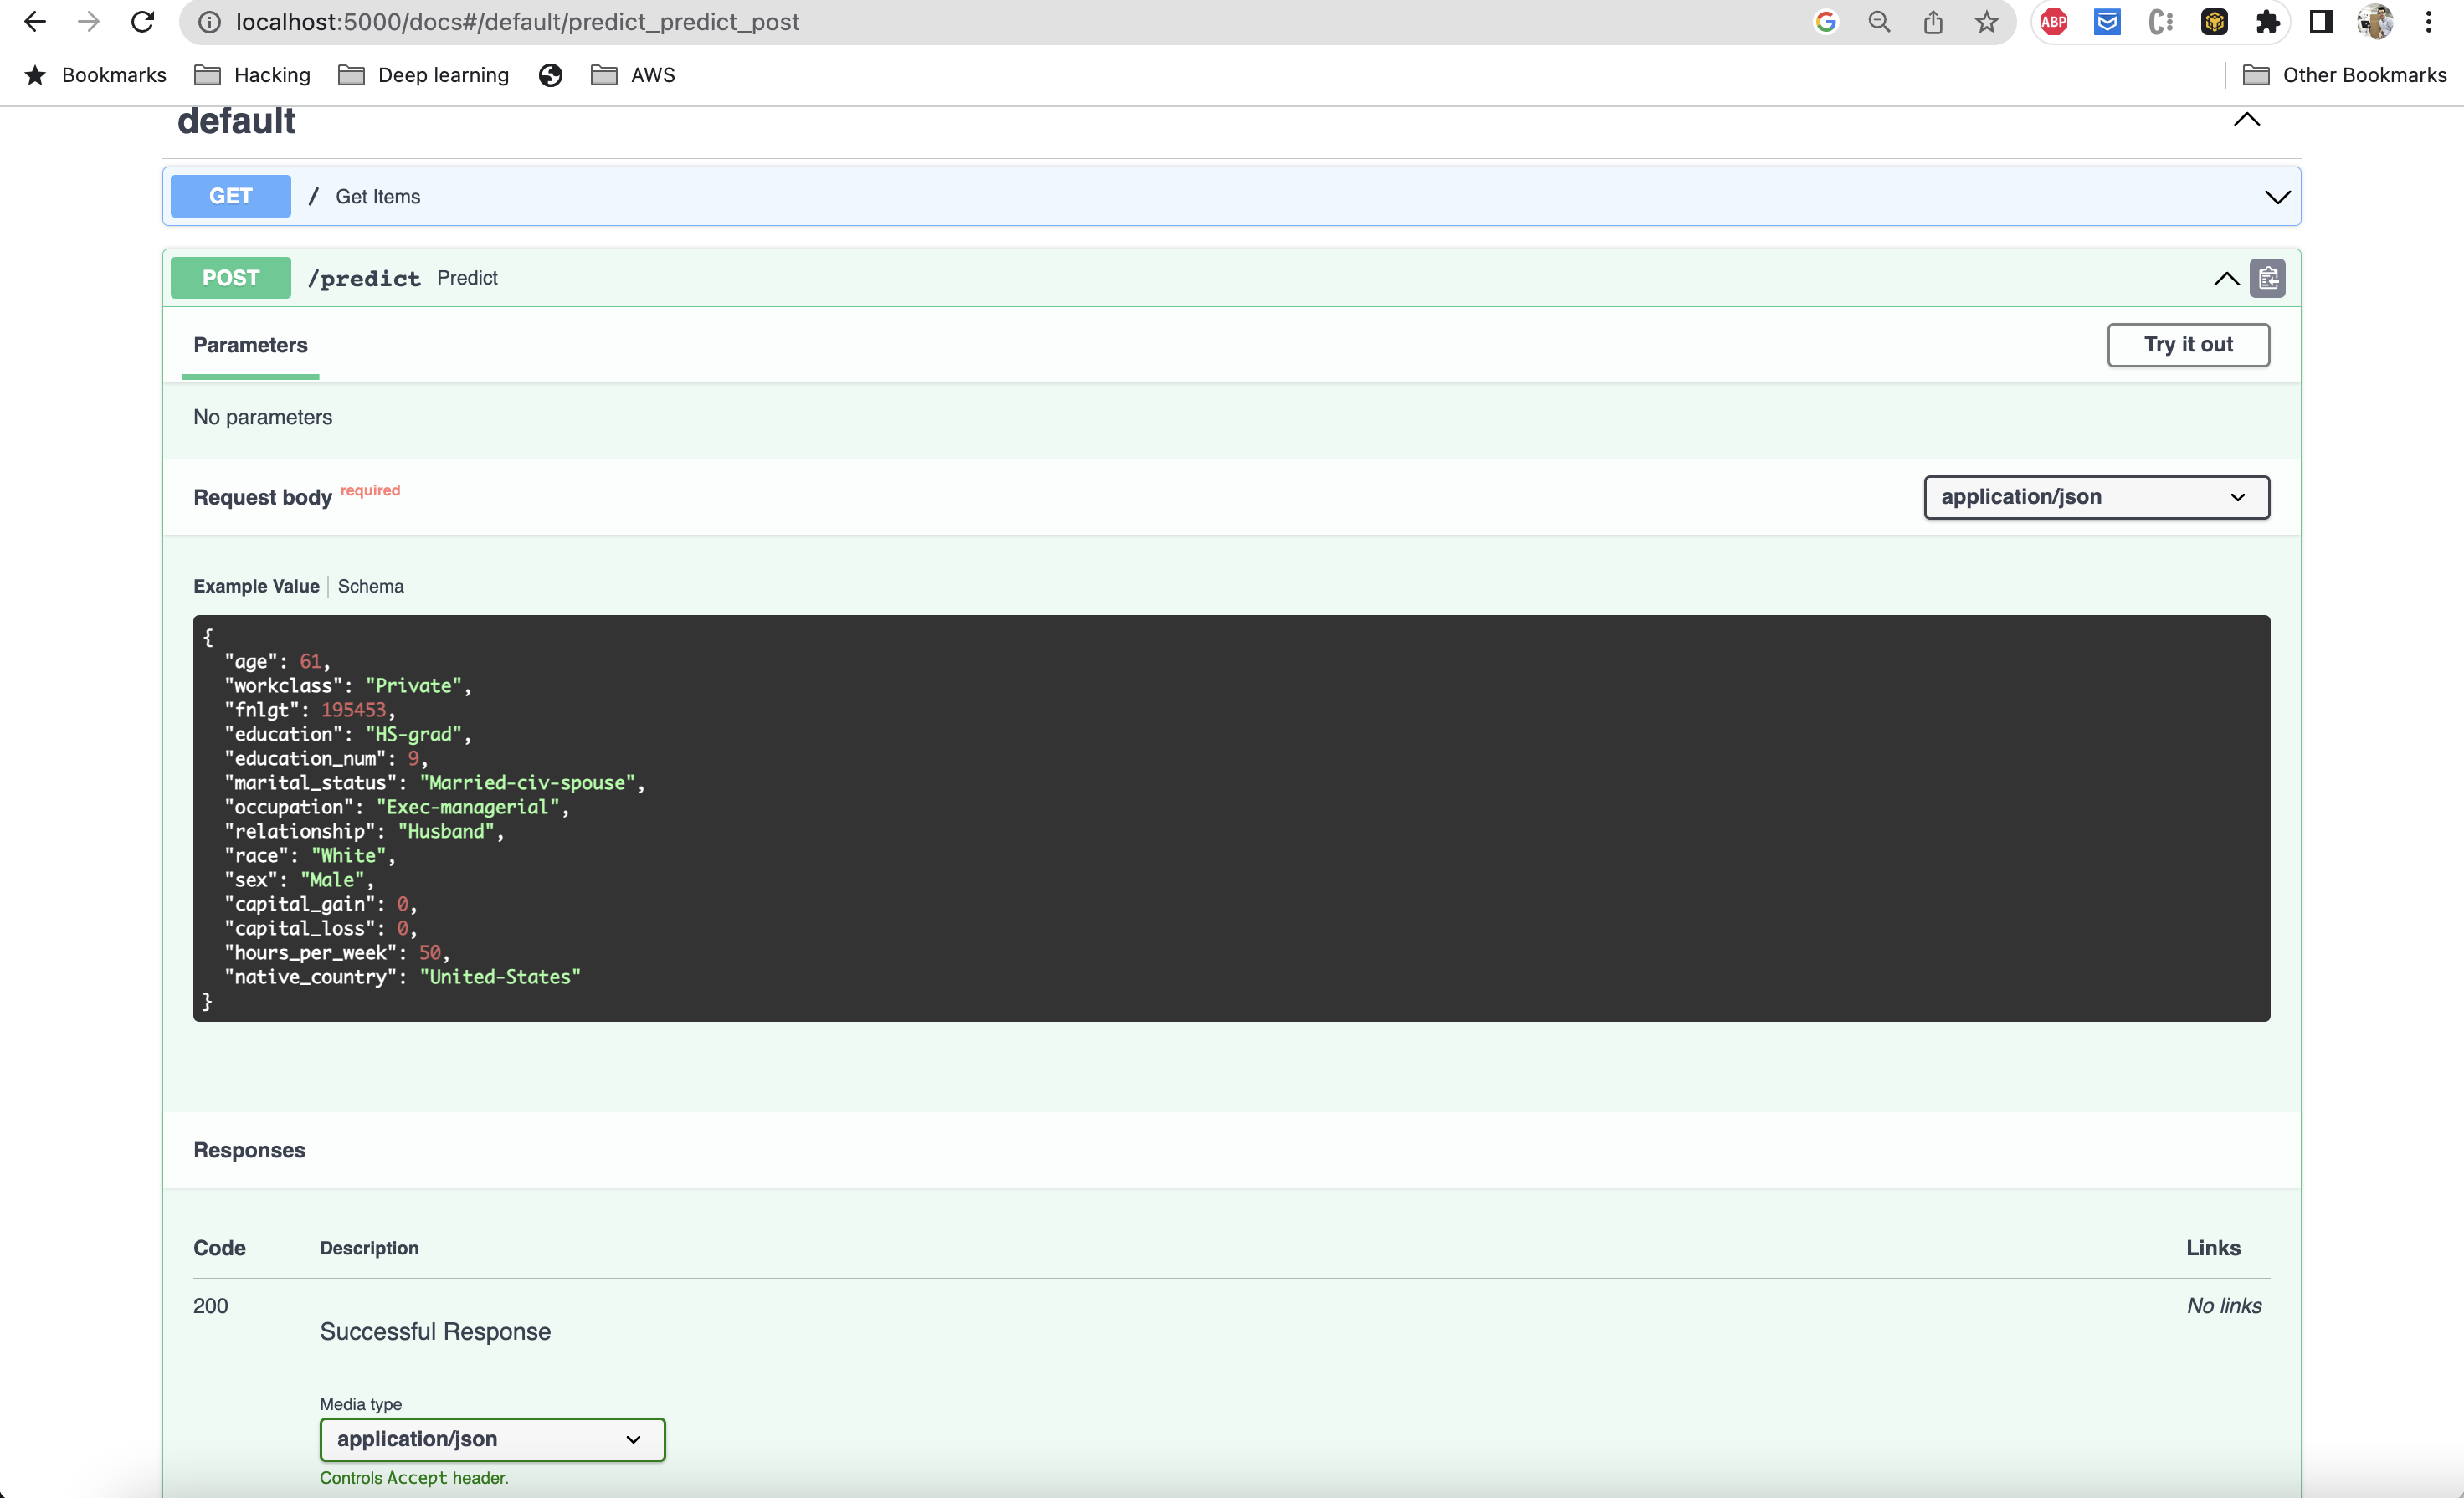 localhost:5000/docs#/default/predict_predict_post
ABP
Bookmarks Hacking Deep learning AWS Other Bookmarks
default
GET / Get Items
POST /predict Predict
Parameters Try it out
No parameters
Request body required application/json
Example Value Schema
{
"age": 61,
"workclass": "Private",
"fnlgt": 195453,
"education": "HS-grad",
"education_num": 9,
"marital_status": "Married-civ-spouse",
"occupation": "Exec-managerial",
"relationship": "Husband",
"race": "White",
"sex": "Male",
"capital_gain": 0,
"capital_loss": 0,
"hours_per_week": 50,
"native_country": "United-States"
}
Responses
Code Description Links
200 No links
Successful Response
Media type
application/json
Controls Accept header.